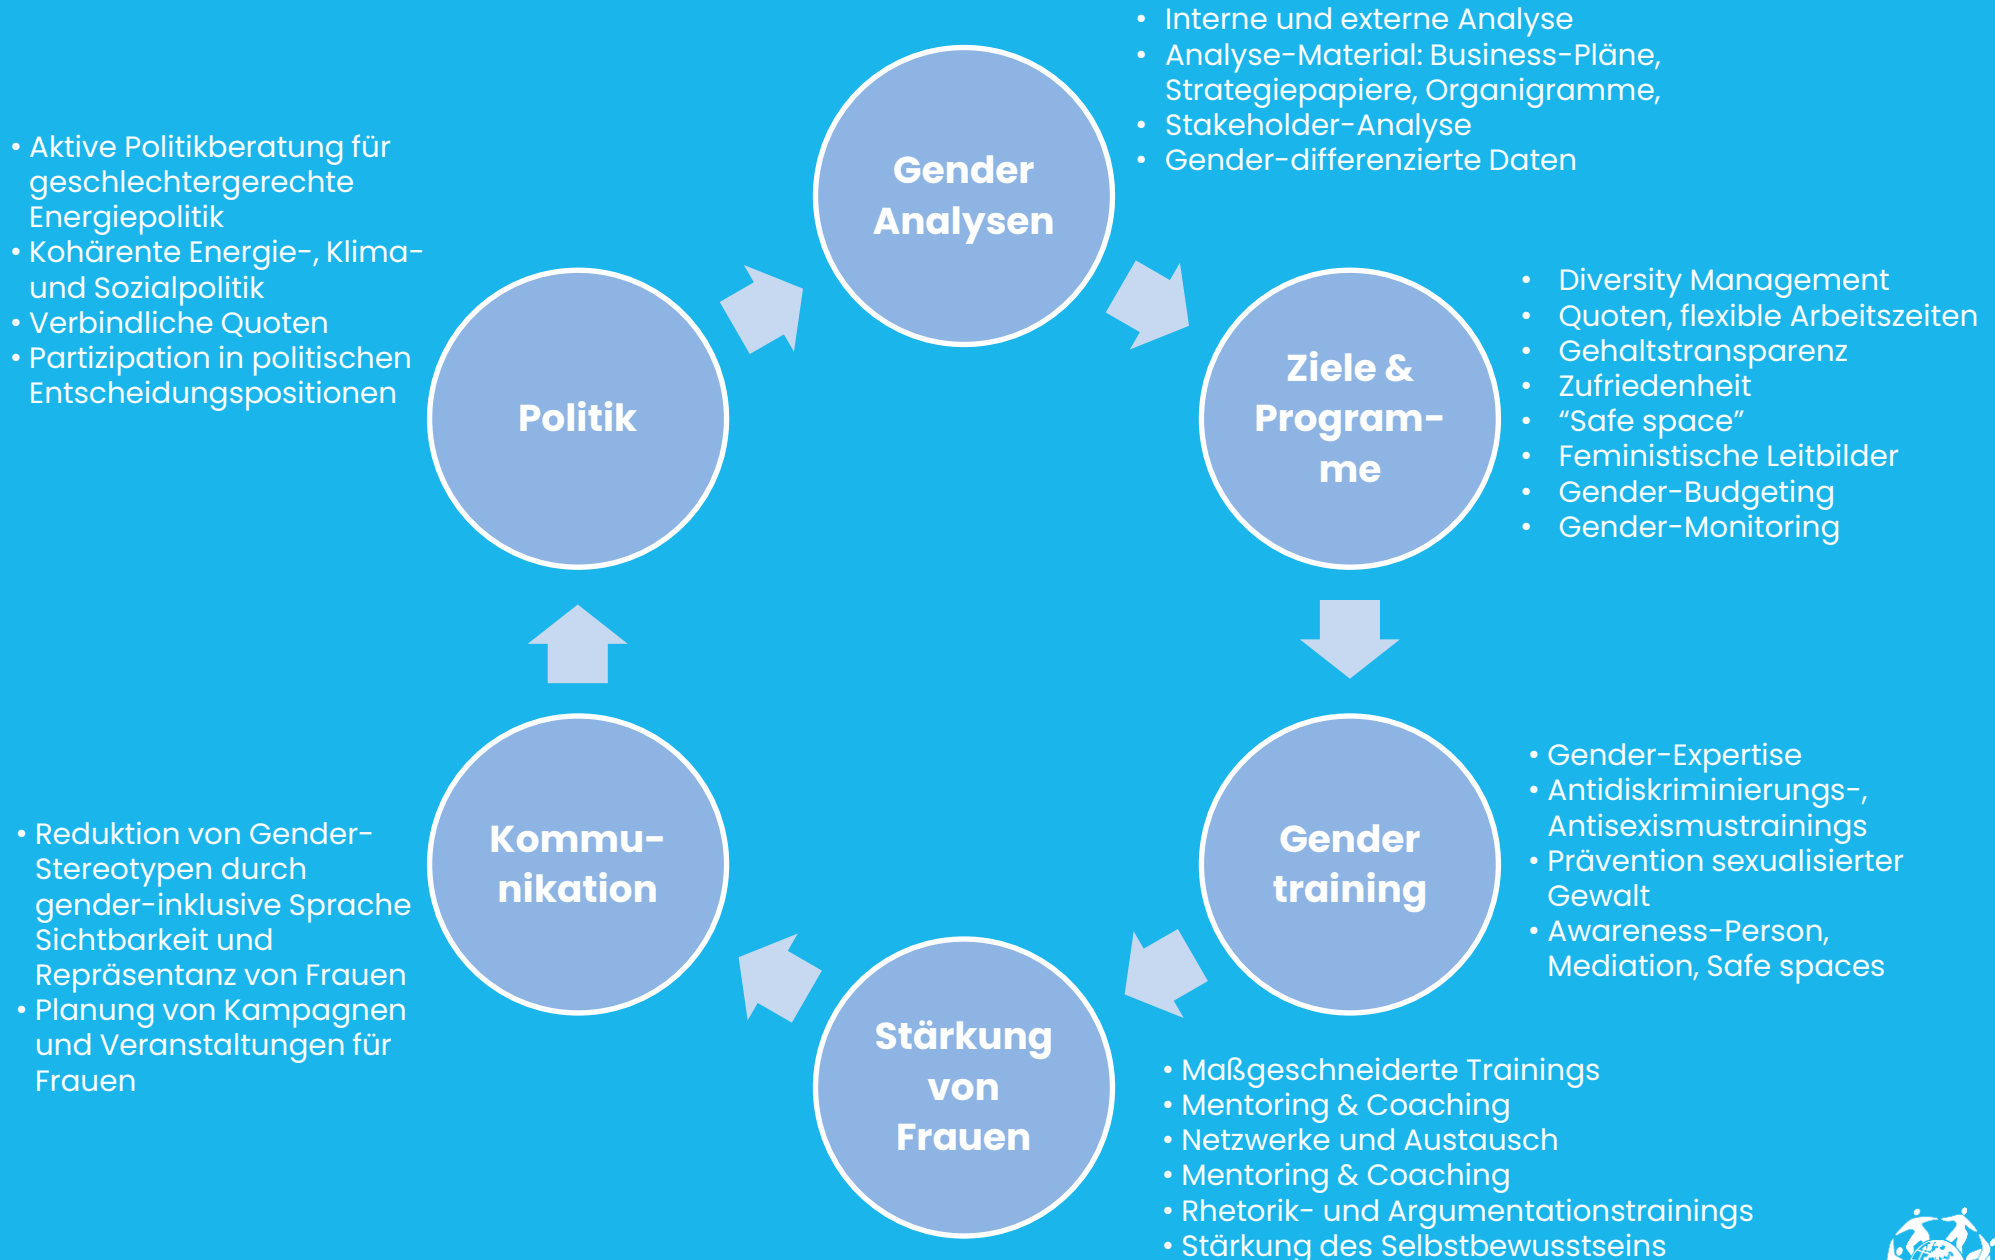 • Interne und externe Analyse
• Analyse-Material: Business-Pläne,
Strategiepapiere, Organigramme,
• Stakeholder-Analyse
• Gender-differenzierte Daten
Gender
Analysen
• Diversity Management
• Quoten, flexible Arbeitszeiten
• Gehaltstransparenz
• Zufriedenheit
• “Safe space”
• Feministische Leitbilder
• Gender-Budgeting
• Gender-Monitoring
Ziele &
Program-
me
• Gender-Expertise
• Antidiskriminierungs-,
Antisexismustrainings
• Prävention sexualisierter
Gewalt
• Awareness-Person,
Mediation, Safe spaces
Gender
training
• Maßgeschneiderte Trainings
• Mentoring & Coaching
• Netzwerke und Austausch
• Mentoring & Coaching
• Rhetorik- und Argumentationstrainings
• Stärkung des Selbstbewusstseins
Stärkung
von
Frauen
• Reduktion von Gender-
Stereotypen durch
gender-inklusive Sprache
Sichtbarkeit und
Repräsentanz von Frauen
• Planung von Kampagnen
und Veranstaltungen für
Frauen
Kommu-
nikation
• Aktive Politikberatung für
geschlechtergerechte
Energiepolitik
• Kohärente Energie-, Klima-
und Sozialpolitik
• Verbindliche Quoten
• Partizipation in politischen
Entscheidungspositionen
Politik